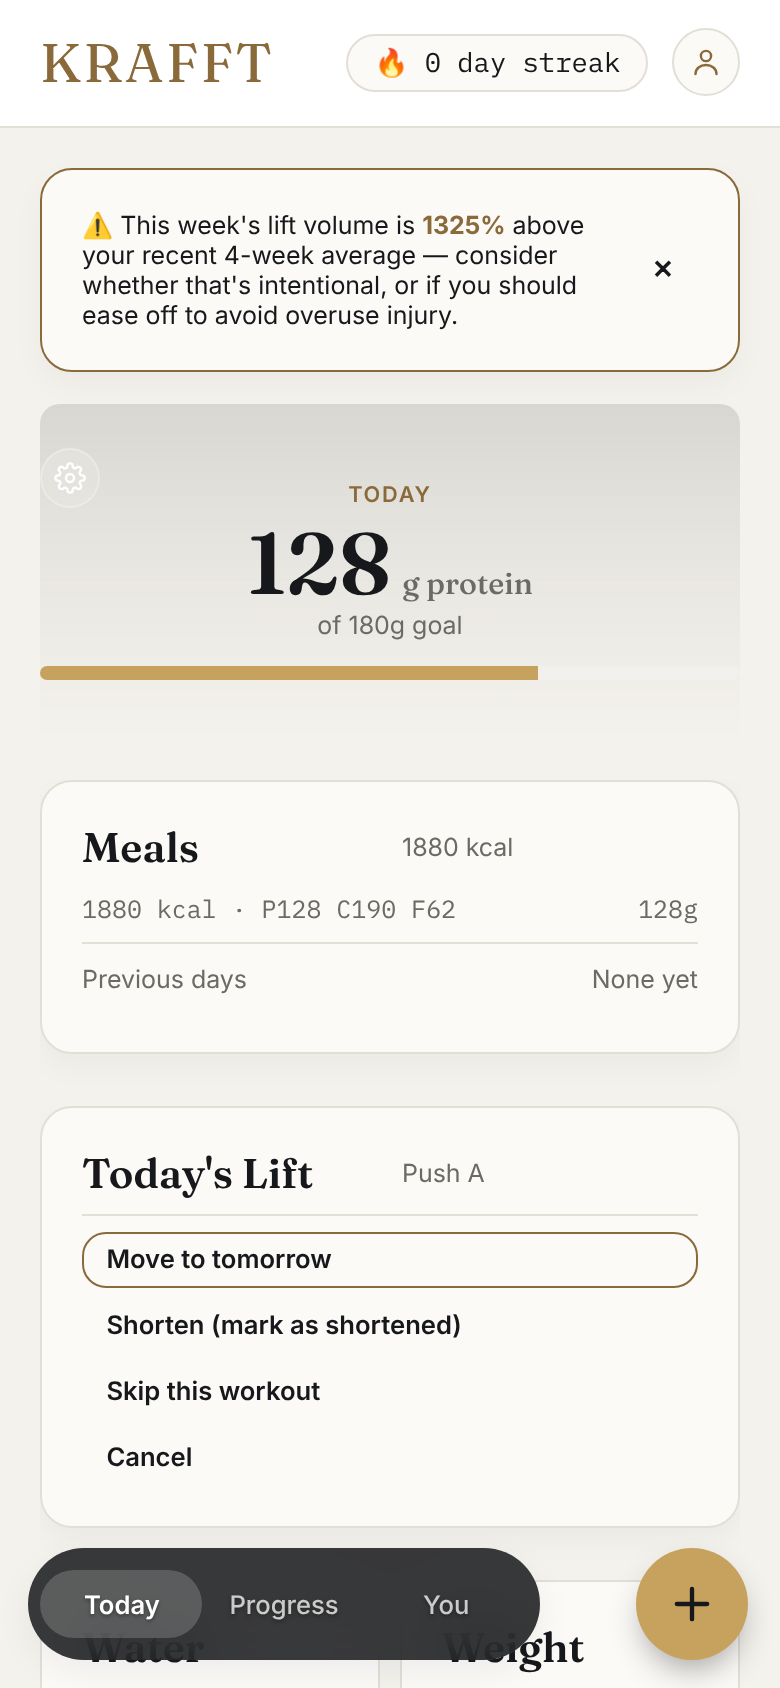 KRAFFT
🔥 0 day streak
⚠️ This week's lift volume is 1325% above
your recent 4-week average — consider
whether that's intentional, or if you should
ease off to avoid overuse injury.
×
TODAY
128 g protein
of 180g goal
Meals 1880 kcal
1880 kcal · P128 C190 F62 128g
Previous days None yet
Today's Lift Push A
Move to tomorrow
Shorten (mark as shortened)
Skip this workout
Cancel
Today Progress You
Water Weight